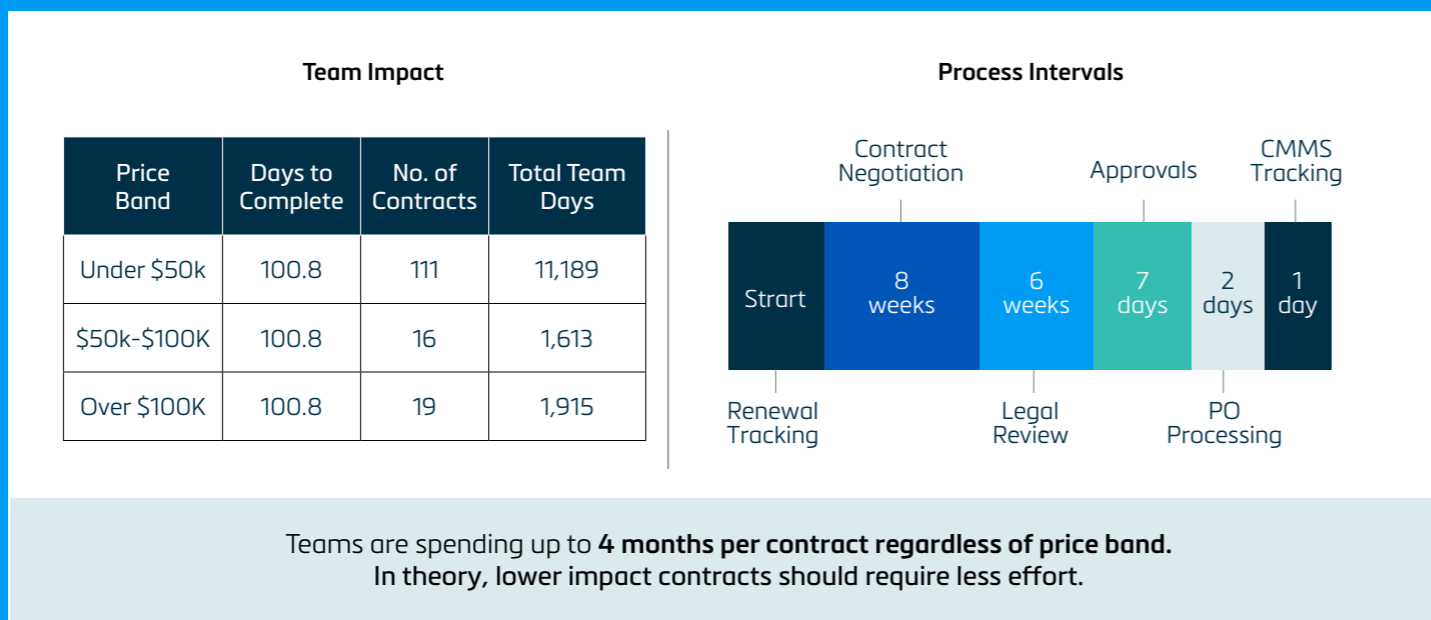 Team Impact
Price
Band
Days to
Complete
No. of
Contracts
Total Team
Days
Under $50k
100.8
111
11,189
$50k-$100K
100.8
16
1,613
Over $100K
100.8
19
1,915
Process Intervals
Contract
Negotiation
Approvals
CMMS
Tracking
Strart
8
weeks
6
weeks
7
days
2
days
1
day
Renewal
Tracking
Legal
Review
PO
Processing
Teams are spending up to 4 months per contract regardless of price band.
In theory, lower impact contracts should require less effort.